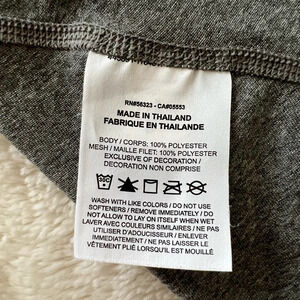 RN#56323 - CA#05553
MADE IN THAILAND
FABRIQUE EN THAILANDE
BODY / CORPS: 100% POLYESTER
MESH / MAILLE FILET: 100% POLYESTER
EXCLUSIVE OF DECORATION /
DECORATION NON COMPRISE
30C
WASH WITH LIKE COLORS / DO NOT USE
SOFTENERS / REMOVE IMMEDIATELY / DO
NOT ALLOW TO LAY ON ITSELF WHEN WET
LAVER AVEC COULEURS SIMILAIRES / NE PAS
UTILISER D'ADOUCISSEUR / ENLEVER
IMMEDIATEMENT / NE PAS LAISSER LE
VÊTEMENT PLIÉ LORSQU'IL EST MOUILLÉ